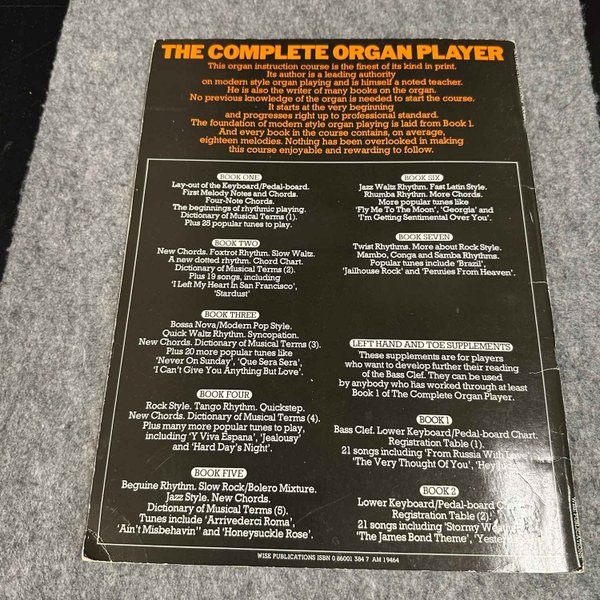 THE COMPLETE ORGAN PLAYER
This organ instruction course is the finest of its kind in print.
Its author is a leading authority
on modern style organ playing and is himself a noted teacher.
He is also the writer of many books on the organ.
No previous knowledge of the organ is needed to start the course.
It starts at the very beginning
and progresses right up to professional standard.
The foundation of modern style organ playing is laid from Book 1.
And every book in the course contains, on average,
eighteen melodies. Nothing has been overlooked in making
this course enjoyable and rewarding to follow.
BOOK ONE
Lay-out of the Keyboard/Pedal-board.
First Melody Notes and Chords.
Four-Note Chords.
The beginnings of rhythmic playing.
Dictionary of Musical Terms (1).
Plus 25 popular tunes to play.
BOOK TWO
New Chords. Foxtrot Rhythm. Slow Waltz.
A new dotted rhythm. Chord Chart.
Dictionary of Musical Terms (2).
Plus 19 songs, including
'I Left My Heart In San Francisco',
'Stardust'
BOOK THREE
Bossa Nova/Modern Pop Style.
Quick Waltz Rhythm. Syncopation.
New Chords. Dictionary of Musical Terms (3).
Plus 20 more popular tunes like
'Never On Sunday', 'Que Sera Sera',
'I Can't Give You Anything But Love'.
BOOK FOUR
Rock Style. Tango Rhythm. Quickstep.
New Chords. Dictionary of Musical Terms (4).
Plus many more popular tunes to play,
including 'Y Viva Espana', 'Jealousy'
and 'Hard Day's Night'.
BOOK FIVE
Beguine Rhythm. Slow Rock/Bolero Mixture.
Jazz Style. New Chords.
Dictionary of Musical Terms (5).
Tunes include 'Arrivederci Roma',
'Ain't Misbehavin'' and 'Honeysuckle Rose'.
BOOK SIX
Jazz Waltz Rhythm. Fast Latin Style.
Rhumba Rhythm. More Chords.
More popular tunes like
'Fly Me To The Moon', 'Georgia' and
'I'm Getting Sentimental Over You'.
BOOK SEVEN
Twist Rhythms. More about Rock Style.
Mambo, Conga and Samba Rhythms.
Popular tunes include 'Brazil',
'Jailhouse Rock' and 'Pennies From Heaven'.
LEFT HAND AND TOE SUPPLEMENTS
These supplements are for players
who want to develop further their reading
of the Bass Clef. They can be used
by anybody who has worked through at least
Book 1 of The Complete Organ Player.
BOOK 1
Bass Clef. Lower Keyboard/Pedal-board Chart.
Registration Table (1).
21 songs including 'From Russia With Love'
'The Very Thought Of You',
BOOK 2
Lower Keyboard/Pedal-board
Registration Table (2).
21 songs including 'Stormy
'The James Bond Theme',
WISE PUBLICATIONS ISBN 0 86001 384 7 AM 19464